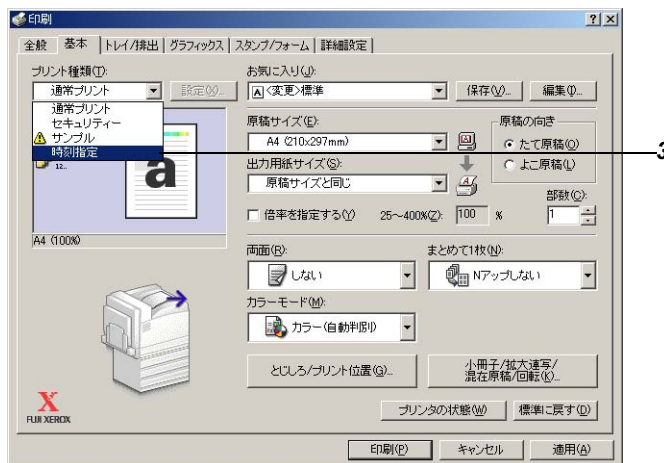 印刷
全般 基本 トレイ/排出 グラフィックス スタンプ/フォーム 詳細設定
プリント種類(T):
通常プリント 設定(X)...
通常プリント
セキュリティー
サンプル
時刻指定
12..
a
A4 (100%)
FUJI XEROX
お気に入り(J):
A <変更>標準 保存(V)... 編集(I)...
原稿サイズ(E):
A4 (210x297mm)
出力用紙サイズ(S):
原稿サイズと同じ
倍率を指定する(Y) 25～400%(Z): 100 %
原稿の向き
たて原稿(O)
よこ原稿(L)
部数(C):
1
両面(R):
しない
まとめて1枚(N):
Nアップしない
カラーモード(M):
カラー(自動判別)
とじしろ/プリント位置(G)...
小冊子/拡大連写/
混在原稿/回転(K)...
プリンタの状態(W) 標準に戻す(D)
印刷(P) キャンセル 適用(A)
3